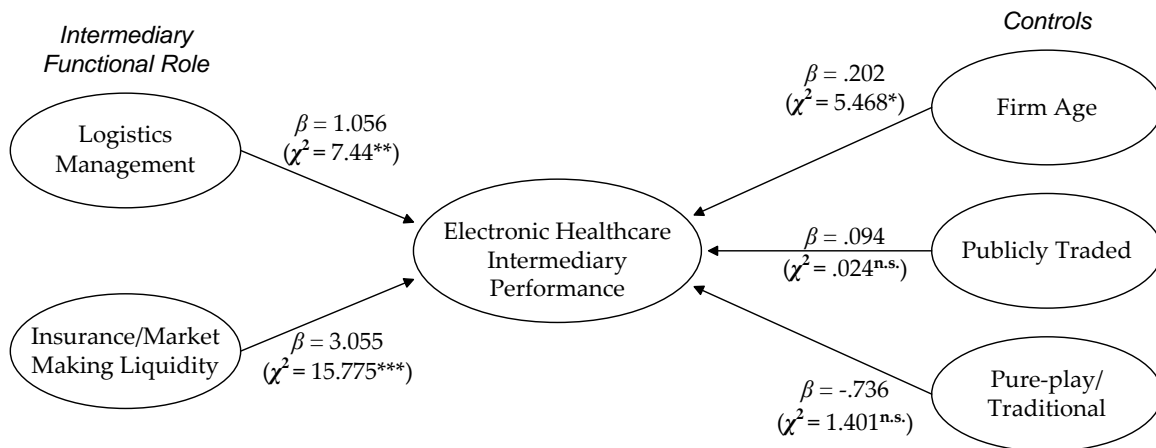 Intermediary
Functional Role
Logistics
Management
β = 1.056
(χ² = 7.44**)
Insurance/Market
Making Liquidity
β = 3.055
(χ² = 15.775***)
Electronic Healthcare
Intermediary
Performance
Controls
β = .202
(χ² = 5.468*)
Firm Age
β = .094
(χ² = .024ⁿ·ˢ·)
Publicly Traded
β = -.736
(χ² = 1.401ⁿ·ˢ·)
Pure-play/
Traditional